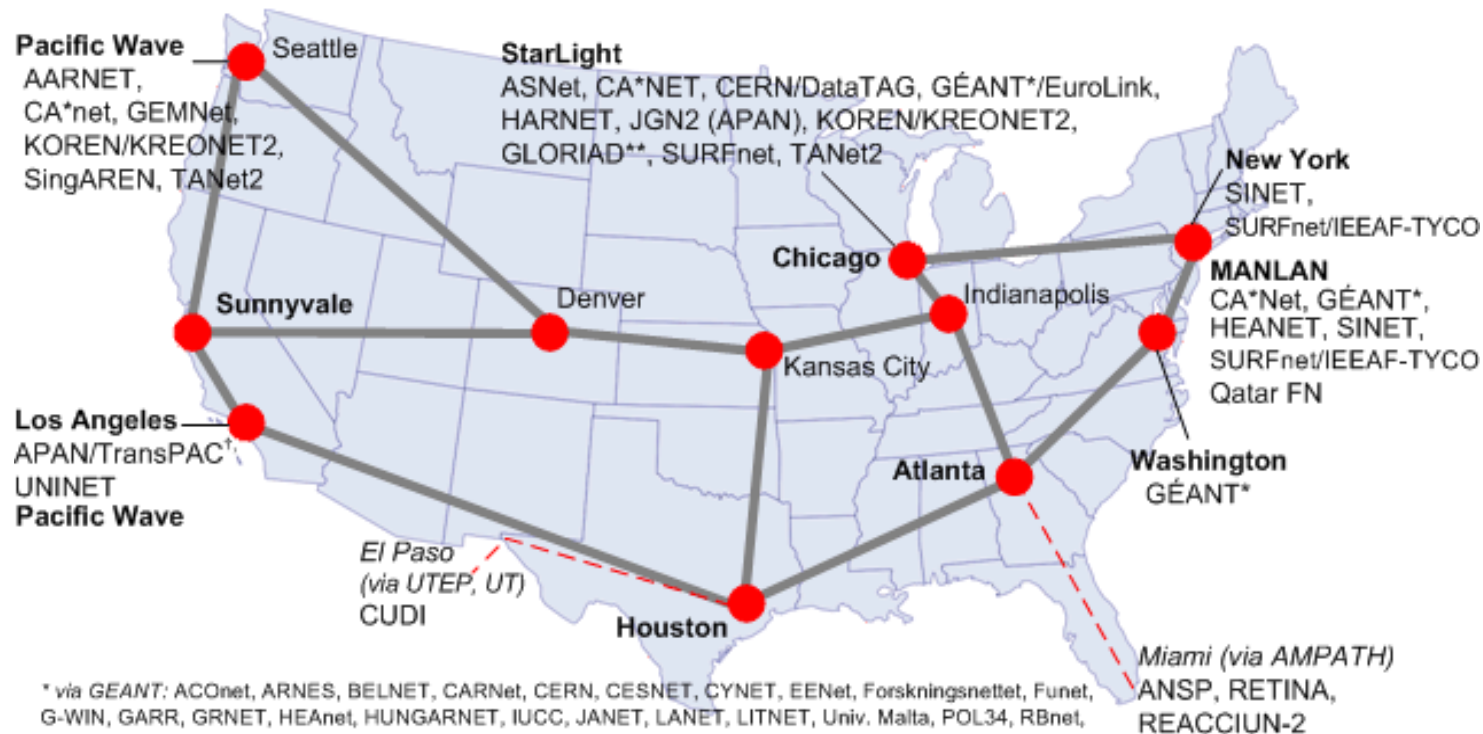 Pacific Wave
AARNET,
CA*net, GEMNet,
KOREN/KREONET2,
SingAREN, TANet2
Seattle
StarLight
ASNet, CA*NET, CERN/DataTAG, GÉANT*/EuroLink,
HARNET, JGN2 (APAN), KOREN/KREONET2,
GLORIAD**, SURFnet, TANet2
New York
SINET,
SURFnet/IEEAF-TYCO
Chicago
MANLAN
CA*Net, GÉANT*,
HEANET, SINET,
SURFnet/IEEAF-TYCO
Qatar FN
Sunnyvale
Denver
Indianapolis
Kansas City
Los Angeles
APAN/TransPAC†,
UNINET
Pacific Wave
Atlanta
Washington
GÉANT*
El Paso
(via UTEP, UT)
CUDI
Houston
Miami (via AMPATH)
ANSP, RETINA,
REACCIUN-2
* via GEANT: ACOnet, ARNES, BELNET, CARNet, CERN, CESNET, CYNET, EENet, Forskningsnettet, Funet,
G-WIN, GARR, GRNET, HEAnet, HUNGARNET, IUCC, JANET, LANET, LITNET, Univ. Malta, POL34, RBnet,